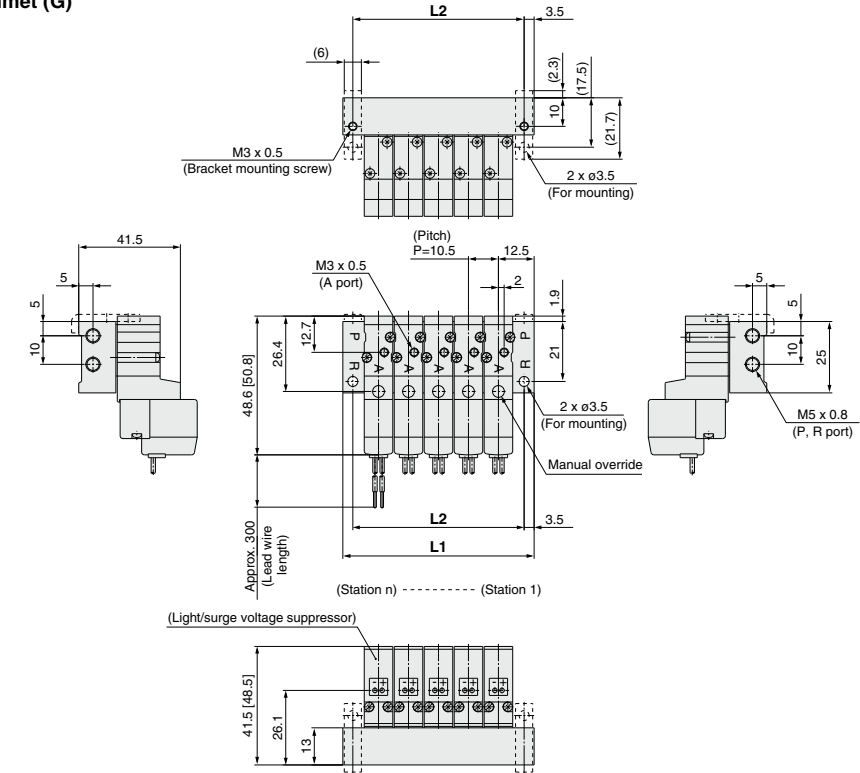 L2
3.5
(6)
(2.3)
(17.5)
10
(21.7)
M3 x 0.5
(Bracket mounting screw)
2 x ø3.5
(For mounting)
41.5
5
5
10
(Pitch)
P=10.5
12.5
M3 x 0.5
(A port)
2
1.9
12.7
26.4
48.6 [50.8]
21
P
R
A
A
A
A
A
P
R
2 x ø3.5
(For mounting)
Manual override
5
5
10
25
M5 x 0.8
(P, R port)
Approx. 300
(Lead wire
length)
L2
3.5
L1
(Station n)
(Station 1)
(Light/surge voltage suppressor)
- +
- +
- +
- +
- +
41.5 [48.5]
26.1
13